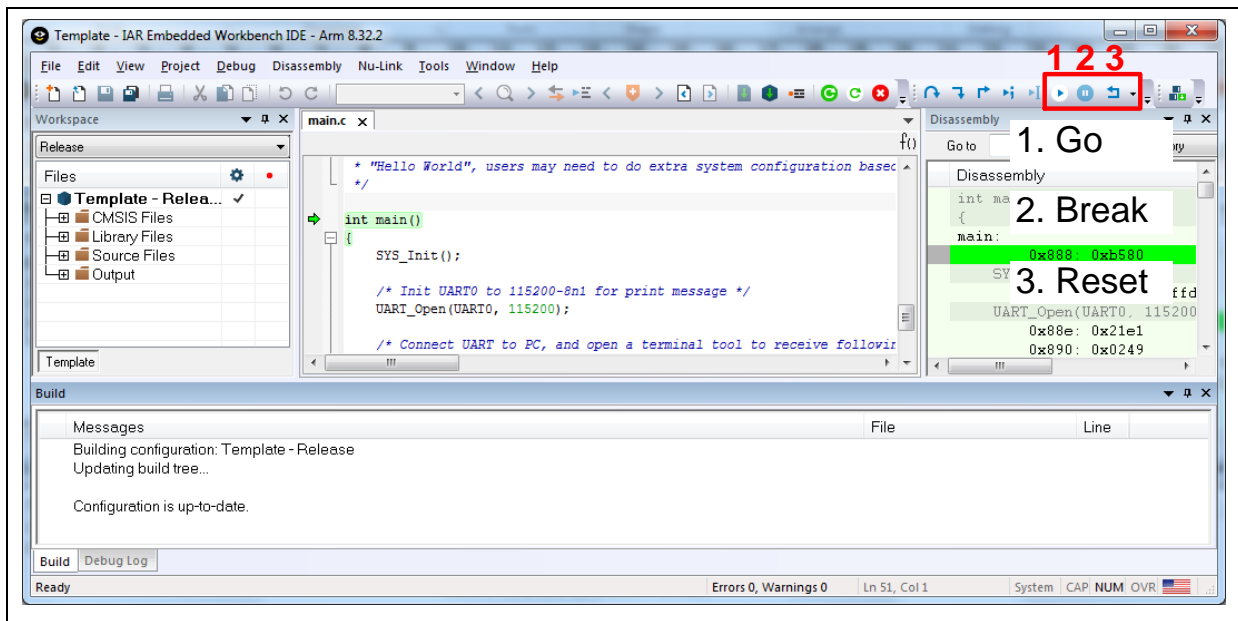 Template - IAR Embedded Workbench IDE - Arm 8.32.2
File Edit View Project Debug Disassembly Nu-Link Tools Window Help
1 2 3
Workspace
main.c
Disassembly
Release
f()
Go to
1. Go
* "Hello World", users may need to do extra system configuration based
Files
Disassembly
*/
Template - Relea...
int ma
2. Break
CMSIS Files
int main()
{
Library Files
{
main:
Source Files
SYS_Init();
0x888: 0xb580
Output
SY
3. Reset
/* Init UART0 to 115200-8n1 for print message */
ffd
UART_Open(UART0, 115200);
UART_Open(UART0, 115200
0x88e: 0x21e1
/* Connect UART to PC, and open a terminal tool to receive
0x890: 0x0249
Template
Build
Messages File Line
Building configuration: Template - Release
Updating build tree...
Configuration is up-to-date.
Build Debug Log
Ready Errors 0, Warnings 0 Ln 51, Col 1 System CAP NUM OVR